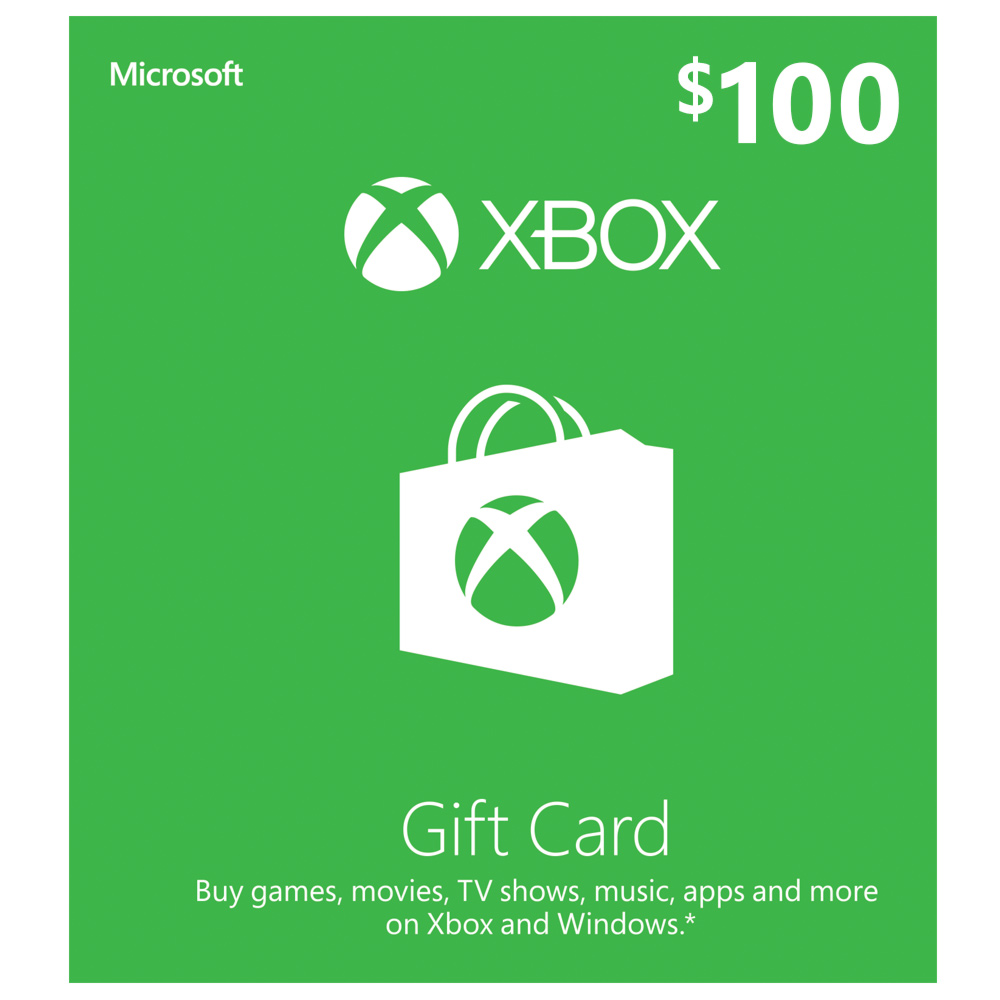 Microsoft
$100
XBOX
Gift Card
Buy games, movies, TV shows, music, apps and more
on Xbox and Windows.*